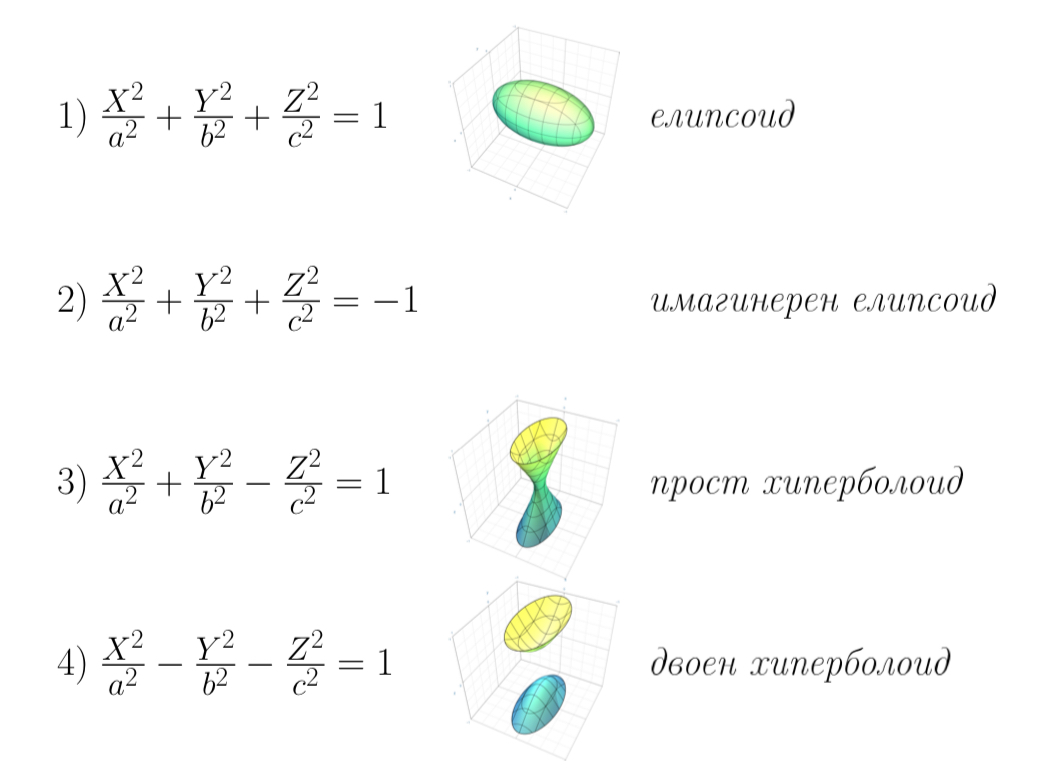 1) X²/a² + Y²/b² + Z²/c² = 1 елипсоид
2) X²/a² + Y²/b² + Z²/c² = −1 имагинерен елипсоид
3) X²/a² + Y²/b² − Z²/c² = 1 прост хиперболоид
4) X²/a² − Y²/b² − Z²/c² = 1 двоен хиперболоид